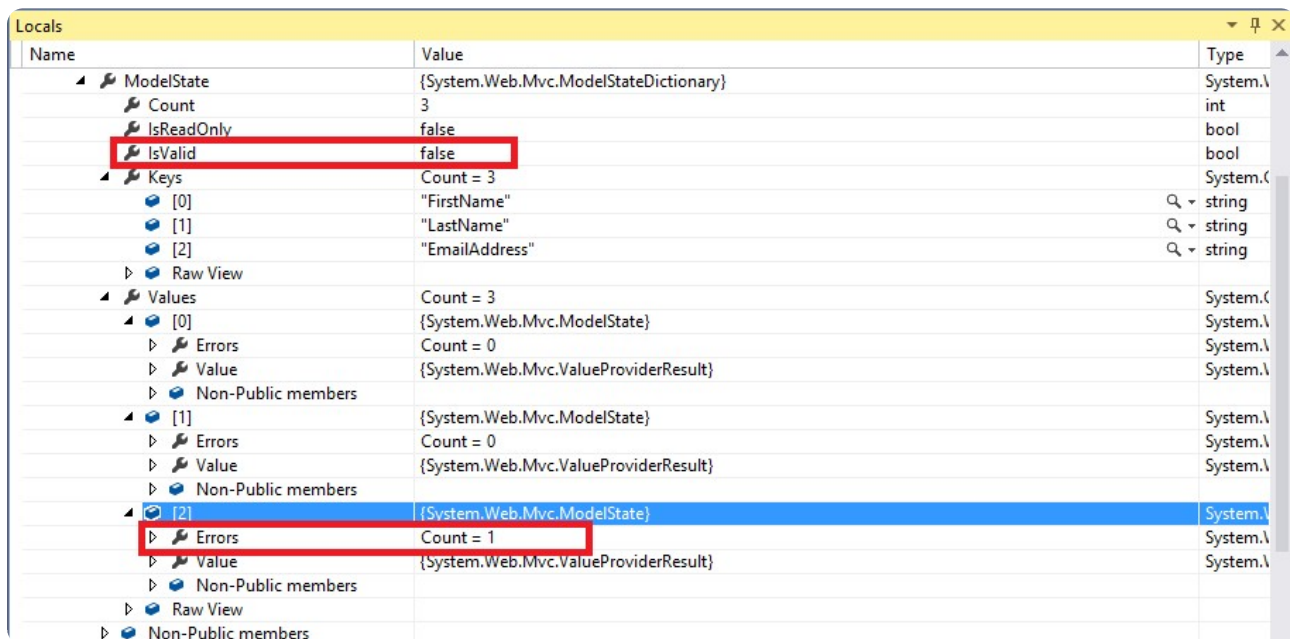 Locals
Name Value Type
ModelState {System.Web.Mvc.ModelStateDictionary} System.V
Count 3 int
IsReadOnly false bool
IsValid false bool
Keys Count = 3 System.C
[0] "FirstName" string
[1] "LastName" string
[2] "EmailAddress" string
Raw View
Values Count = 3 System.C
[0] {System.Web.Mvc.ModelState} System.V
Errors Count = 0 System.V
Value {System.Web.Mvc.ValueProviderResult} System.V
Non-Public members
[1] {System.Web.Mvc.ModelState} System.V
Errors Count = 0 System.V
Value {System.Web.Mvc.ValueProviderResult} System.V
Non-Public members
[2] {System.Web.Mvc.ModelState} System.V
Errors Count = 1 System.V
Value {System.Web.Mvc.ValueProviderResult} System.V
Non-Public members
Raw View
Non-Public members